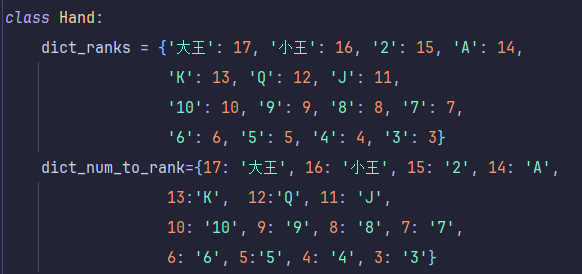 class Hand:
    dict_ranks = {'大王': 17, '小王': 16, '2': 15, 'A': 14,
                  'K': 13, 'Q': 12, 'J': 11,
                  '10': 10, '9': 9, '8': 8, '7': 7,
                  '6': 6, '5': 5, '4': 4, '3': 3}
    dict_num_to_rank={17: '大王', 16: '小王', 15: '2', 14: 'A',
                  13:'K',  12:'Q', 11: 'J',
                  10: '10', 9: '9', 8: '8', 7: '7',
                  6: '6', 5:'5', 4: '4', 3: '3'}